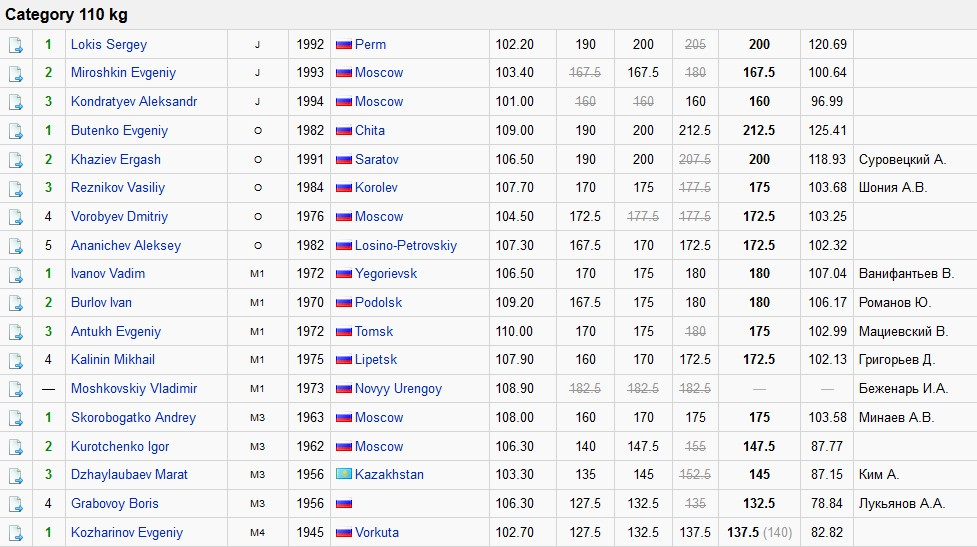 Category 110 kg
1 Lokis Sergey J 1992 Perm 102.20 190 200 205 200 120.69
2 Miroshkin Evgeniy J 1993 Moscow 103.40 167.5 167.5 180 167.5 100.64
3 Kondratyev Aleksandr J 1994 Moscow 101.00 160 160 160 160 96.99
1 Butenko Evgeniy O 1982 Chita 109.00 190 200 212.5 212.5 125.41
2 Khaziev Ergash O 1991 Saratov 106.50 190 200 207.5 200 118.93 Суровецкий А.
3 Reznikov Vasiliy O 1984 Korolev 107.70 170 175 177.5 175 103.68 Шония А.В.
4 Vorobyev Dmitriy O 1976 Moscow 104.50 172.5 177.5 177.5 172.5 103.25
5 Ananichev Aleksey O 1982 Losino-Petrovskiy 107.30 167.5 170 172.5 172.5 102.32
1 Ivanov Vadim M1 1972 Yegorievsk 106.50 170 175 180 180 107.04 Ванифантьев В.
2 Burlov Ivan M1 1970 Podolsk 109.20 167.5 175 180 180 106.17 Романов Ю.
3 Antukh Evgeniy M1 1972 Tomsk 110.00 170 175 180 175 102.99 Мациевский В.
4 Kalinin Mikhail M1 1975 Lipetsk 107.90 160 170 172.5 172.5 102.13 Григорьев Д.
— Moshkovskiy Vladimir M1 1973 Novyy Urengoy 108.90 182.5 182.5 182.5 — — Беженарь И.А.
1 Skorobogatko Andrey M3 1963 Moscow 108.00 160 170 175 175 103.58 Минаев А.В.
2 Kurotchenko Igor M3 1962 Moscow 106.30 140 147.5 155 147.5 87.77
3 Dzhaylaubaev Marat M3 1956 Kazakhstan 103.30 135 145 152.5 145 87.15 Ким А.
4 Grabovoy Boris M3 1956 106.30 127.5 132.5 135 132.5 78.84 Лукьянов А.А.
1 Kozharinov Evgeniy M4 1945 Vorkuta 102.70 127.5 132.5 137.5 137.5 (140) 82.82